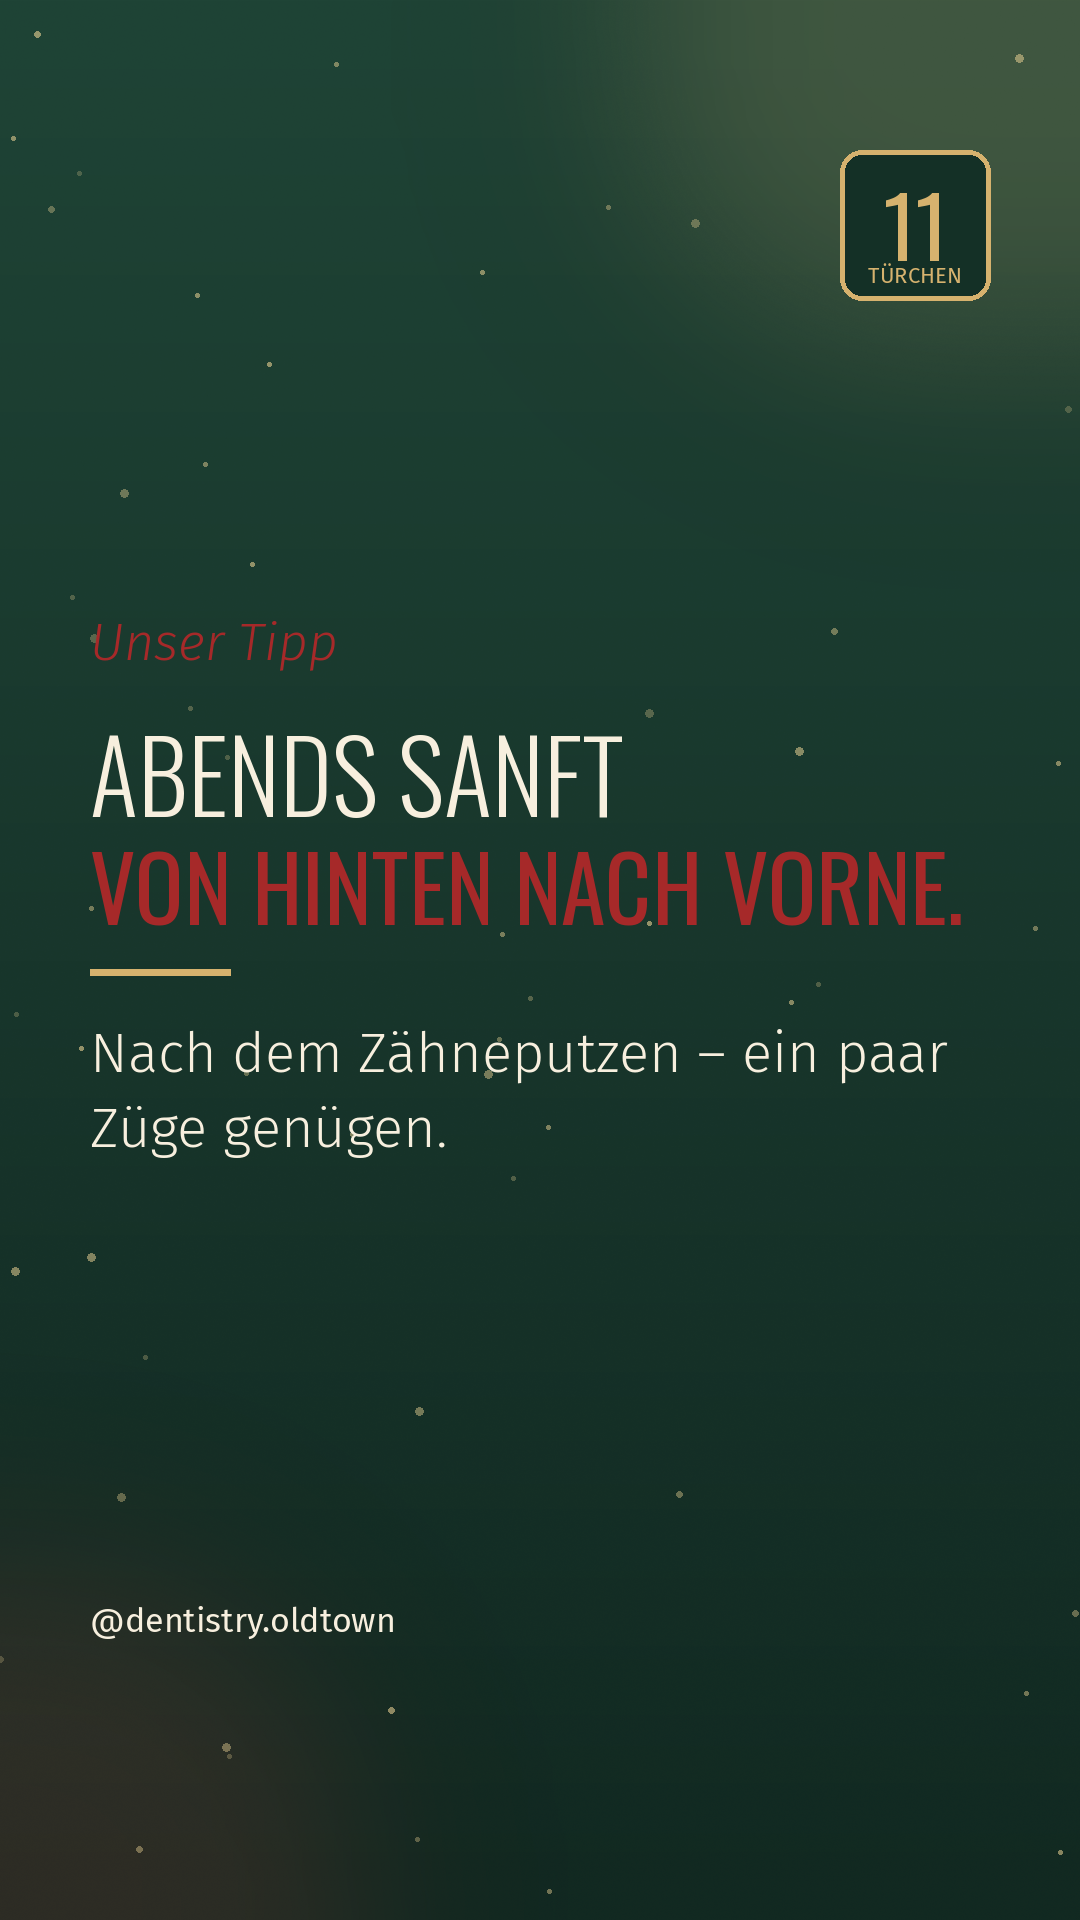 11
TÜRCHEN
Unser Tipp
ABENDS SANFT
VON HINTEN NACH VORNE.
Nach dem Zähneputzen – ein paar
Züge genügen.
@dentistry.oldtown